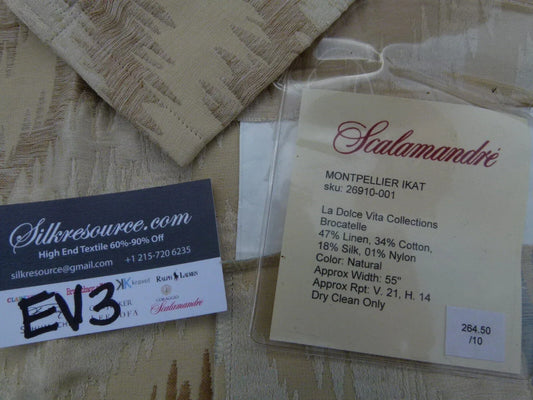 Scalamandré
MONTPELLIER IKAT
sku: 26910-001
La Dolce Vita Collections
Brocatelle
47% Linen, 34% Cotton,
18% Silk, 01% Nylon
Color: Natural
Approx Width: 55"
Approx Rpt: V. 21, H. 14
Dry Clean Only
264.50
/10
Silkresource.com
High End Textile 60%-90% Off
silkresource@gmail.com +1 215-720 6235
Kravet RALPH LAUREN
EV3
CORAGGIO
Scalamandré